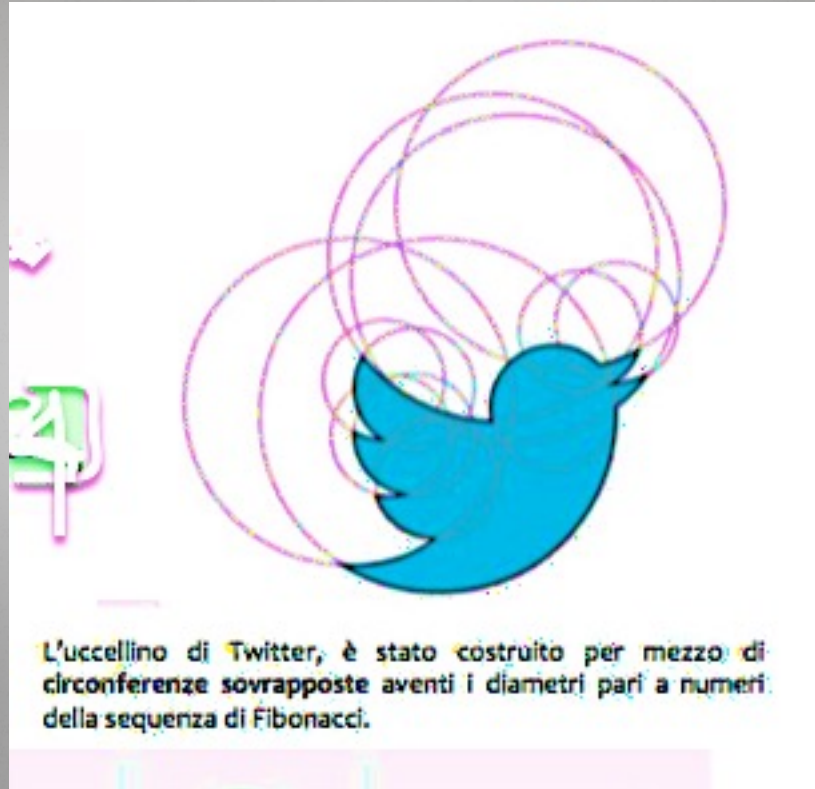 L'uccellino di Twitter, è stato costruito per mezzo di
circonferenze sovrapposte aventi i diametri pari a numeri
della sequenza di Fibonacci.